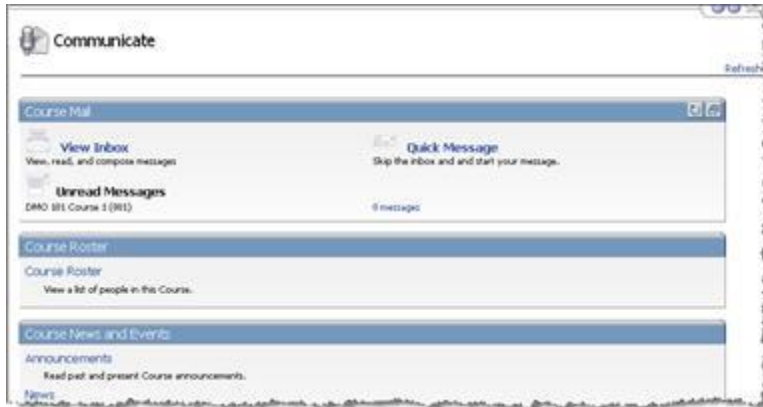 Communicate
Refresh
Course Mail
View Inbox
Quick Message
View, read, and compose messages
Skip the inbox and and start your message.
Unread Messages
DMO 101 Course 1 (001)
0 messages
Course Roster
Course Roster
View a list of people in this Course.
Course News and Events
Announcements
Read past and present Course announcements.
News